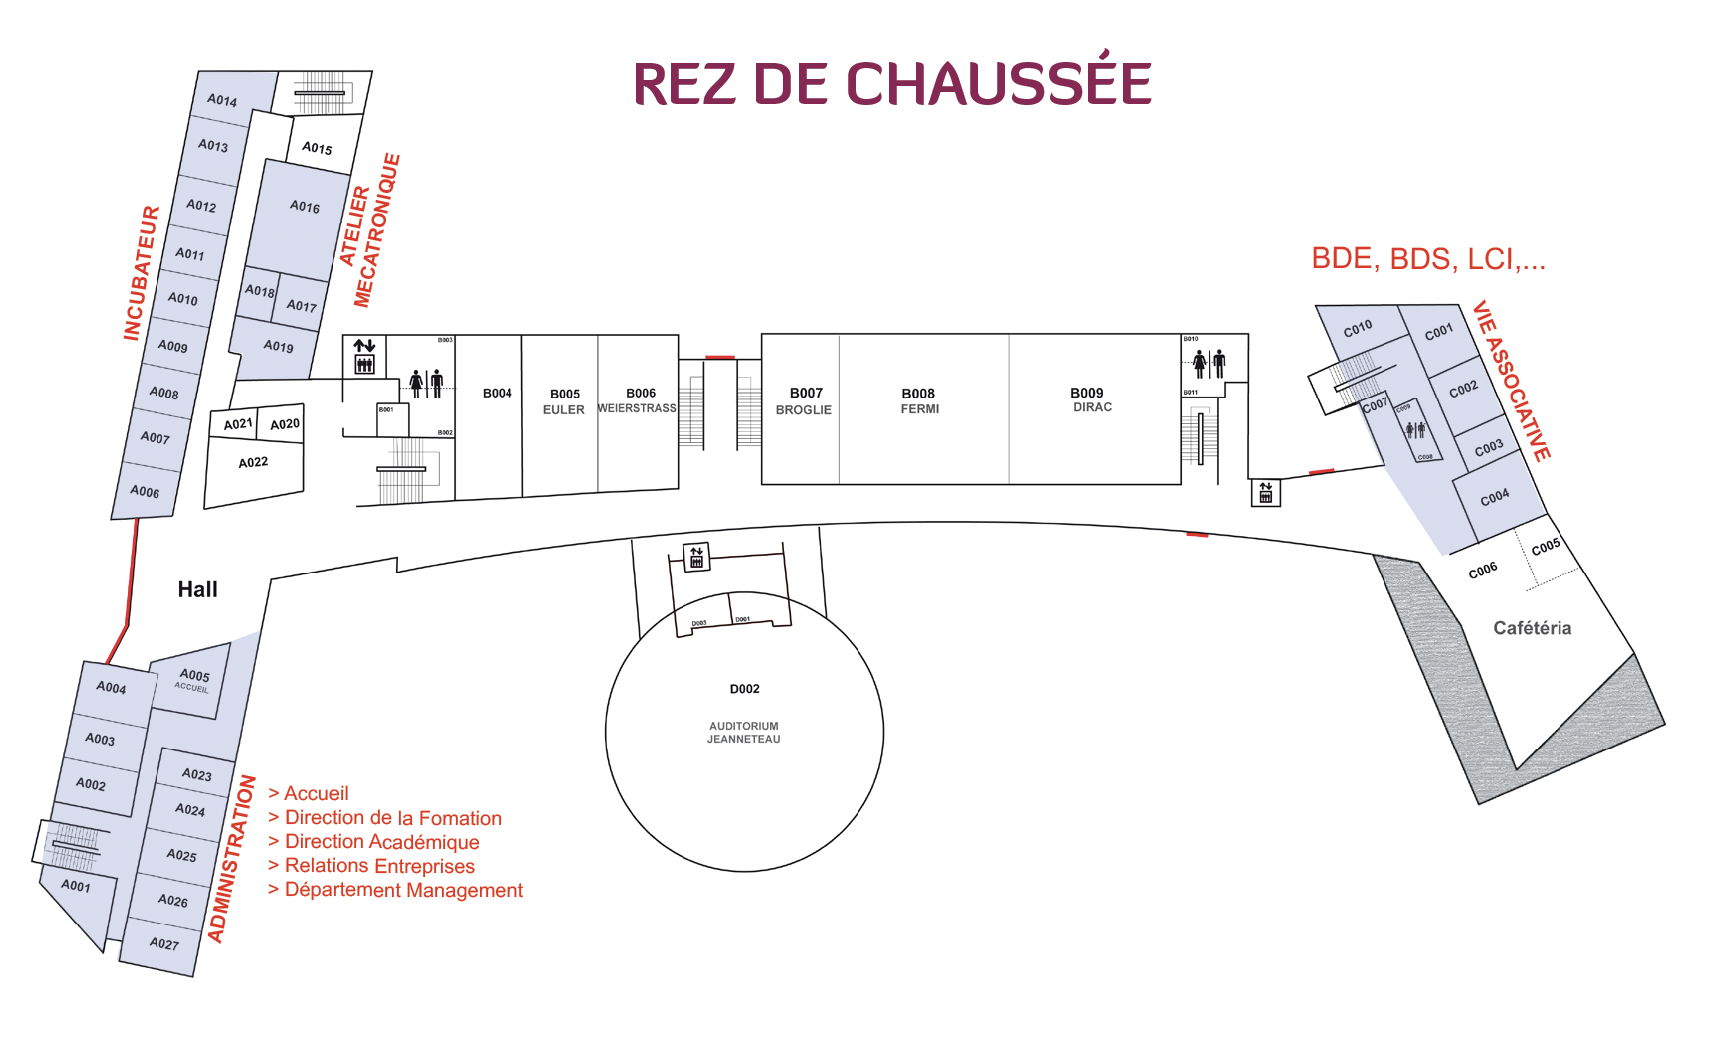 REZ DE CHAUSSÉE
A014
A013
A012
A011
A010
A009
A008
A007
A006
INCUBATEUR
A015
A016
A018
A017
A019
ATELIER
MECATRONIQUE
A021
A020
A022
B003
B001
B002
B004
B005
EULER
B006
WEIERSTRASS
B007
BROGLIE
B008
FERMI
B009
DIRAC
B010
B011
BDE, BDS, LCI,...
VIE ASSOCIATIVE
C010
C001
C002
C007
C009
C008
C003
C004
C005
C006
Cafétéria
Hall
D003
D001
D002
AUDITORIUM
JEANNETEAU
A005
ACCUEIL
A004
A003
A002
A001
A023
A024
A025
A026
A027
ADMINISTRATION
> Accueil
> Direction de la Fomation
> Direction Académique
> Relations Entreprises
> Département Management